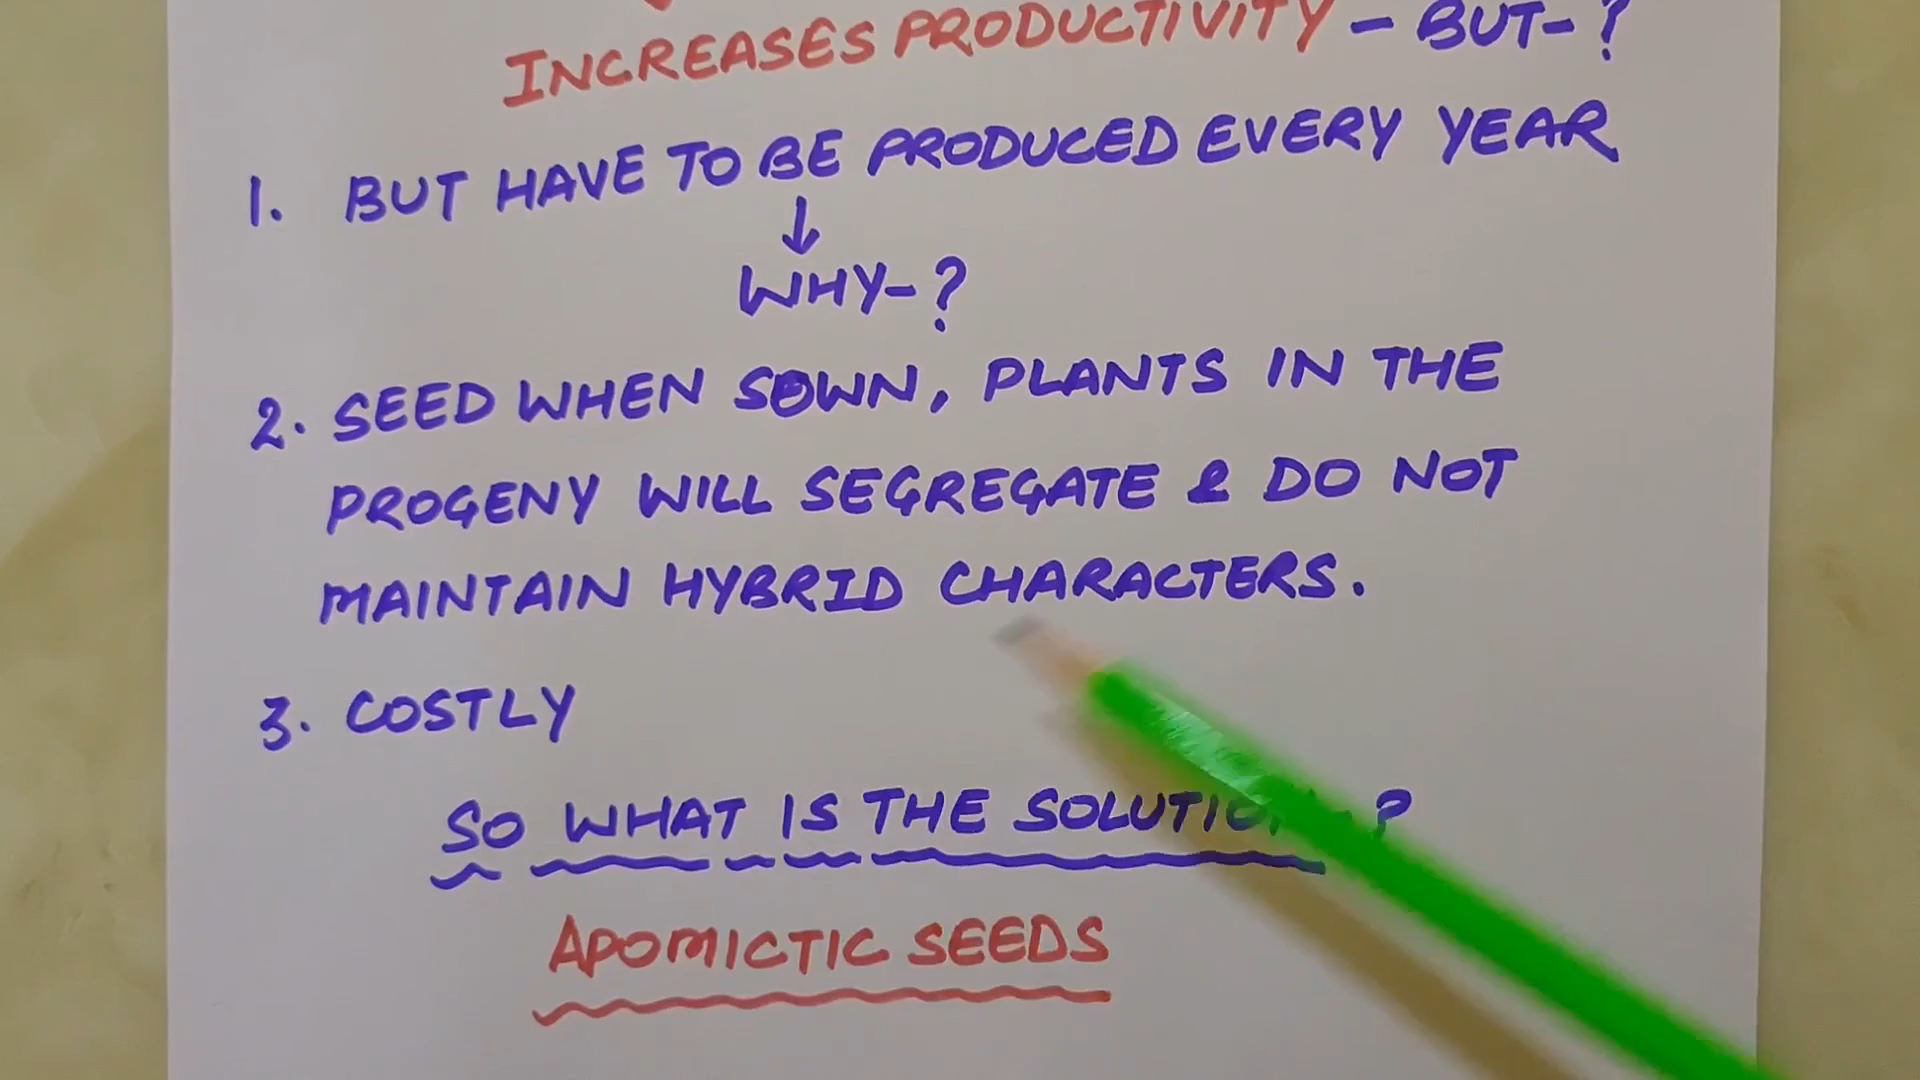 INCREASES PRODUCTIVITY - BUT - ?
1. BUT HAVE TO BE PRODUCED EVERY YEAR
↓
WHY - ?
2. SEED WHEN SOWN, PLANTS IN THE
PROGENY WILL SEGREGATE & DO NOT
MAINTAIN HYBRID CHARACTERS.
3. COSTLY
SO WHAT IS THE ?
APOMICTIC SEEDS